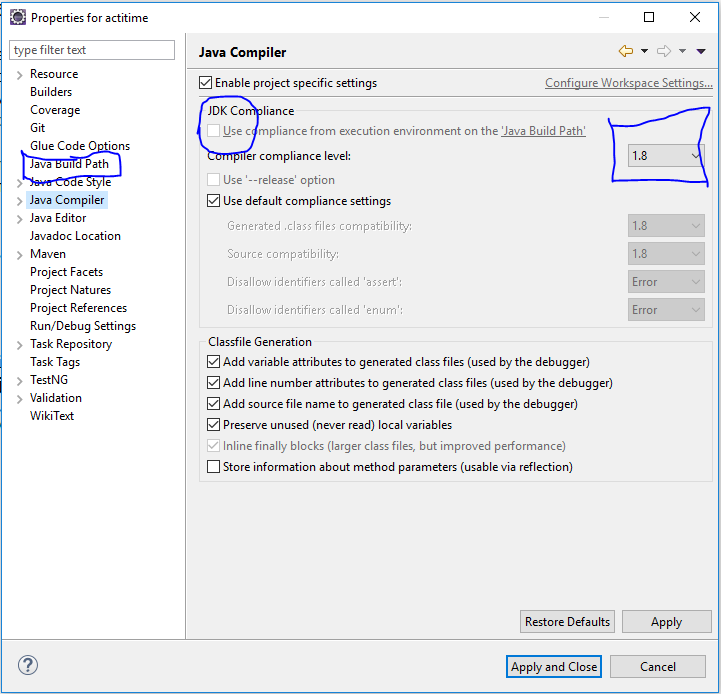 Properties for actitime
type filter text
Resource
Builders
Coverage
Git
Glue Code Options
Java Build Path
Java Code Style
Java Compiler
Java Editor
Javadoc Location
Maven
Project Facets
Project Natures
Project References
Run/Debug Settings
Task Repository
Task Tags
TestNG
Validation
WikiText
Java Compiler
Enable project specific settings
Configure Workspace Settings...
JDK Compliance
Use compliance from execution environment on the 'Java Build Path'
Compiler compliance level: 1.8
Use '--release' option
Use default compliance settings
Generated .class files compatibility: 1.8
Source compatibility: 1.8
Disallow identifiers called 'assert': Error
Disallow identifiers called 'enum': Error
Classfile Generation
Add variable attributes to generated class files (used by the debugger)
Add line number attributes to generated class files (used by the debugger)
Add source file name to generated class file (used by the debugger)
Preserve unused (never read) local variables
Inline finally blocks (larger class files, but improved performance)
Store information about method parameters (usable via reflection)
Restore Defaults Apply
? Apply and Close Cancel